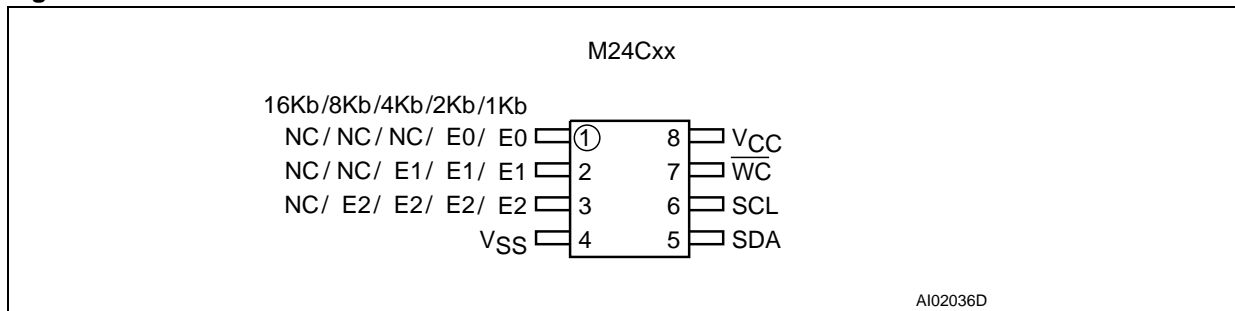 M24Cxx
16Kb/8Kb/4Kb/2Kb/1Kb
NC/ NC/ NC/ E0/ E0 1 8 VCC
NC/ NC/ E1/ E1/ E1 2 7 WC
NC/ E2/ E2/ E2/ E2 3 6 SCL
VSS 4 5 SDA
AI02036D